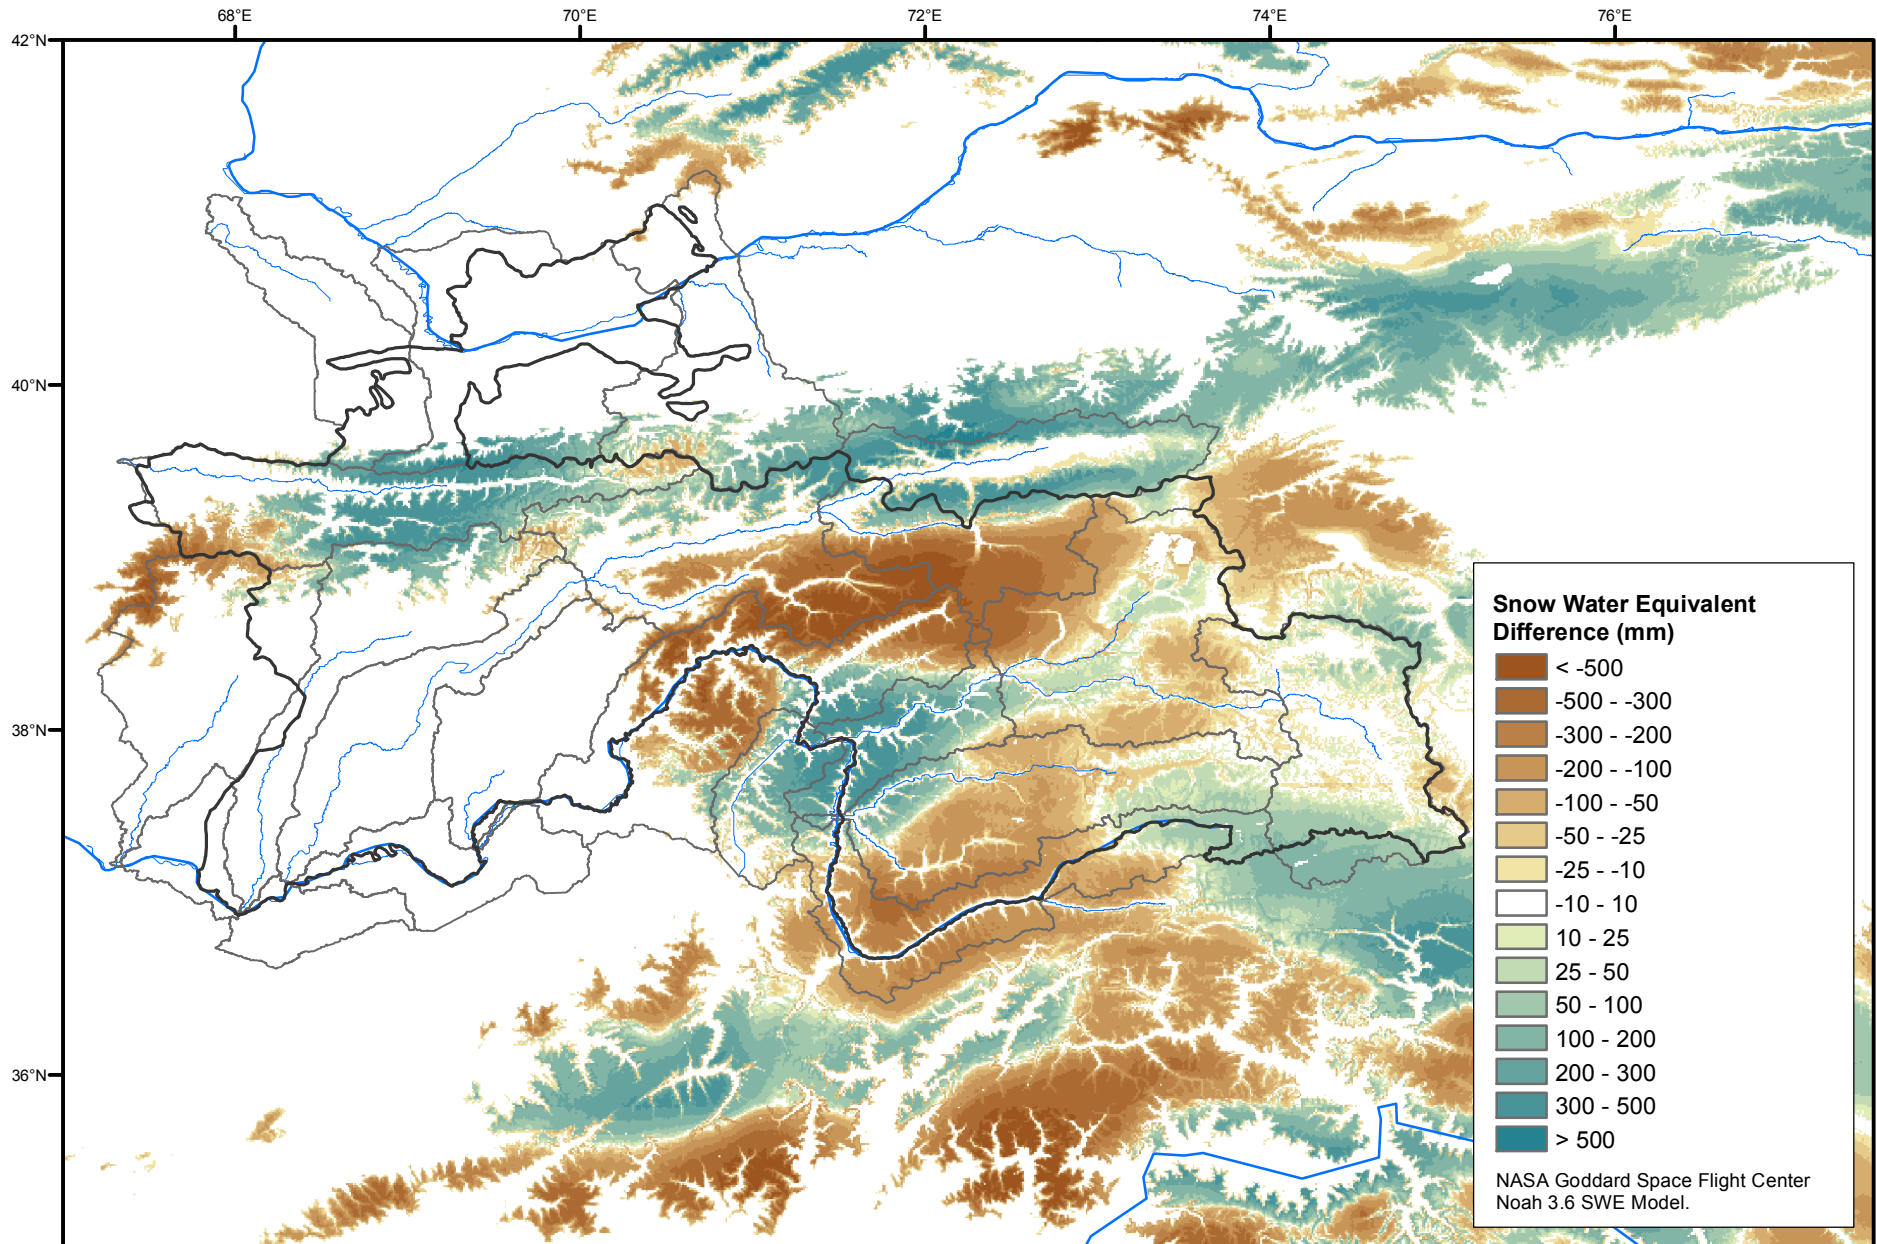 68°E
70°E
72°E
74°E
76°E
42°N
40°N
38°N
36°N
Snow Water Equivalent
Difference (mm)
< -500
-500 - -300
-300 - -200
-200 - -100
-100 - -50
-50 - -25
-25 - -10
-10 - 10
10 - 25
25 - 50
50 - 100
100 - 200
200 - 300
300 - 500
> 500
NASA Goddard Space Flight Center
Noah 3.6 SWE Model.